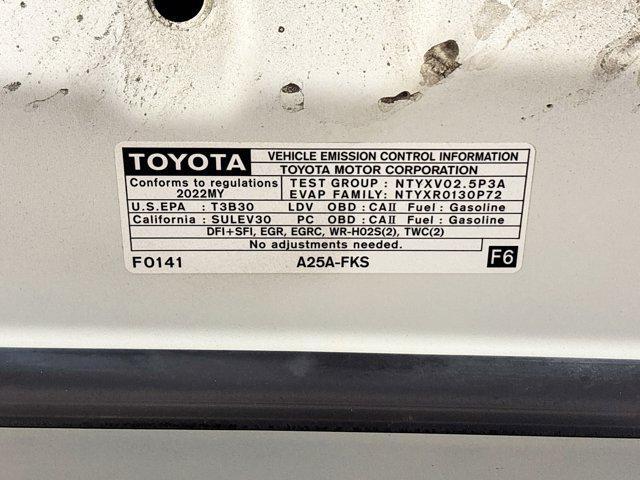 TOYOTA VEHICLE EMISSION CONTROL INFORMATION
TOYOTA MOTOR CORPORATION
Conforms to regulations TEST GROUP : NTYXV02.5P3A
2022MY EVAP FAMILY: NTYXR0130P72
U.S.EPA : T3B30 LDV OBD : CAⅡ Fuel : Gasoline
California : SULEV30 PC OBD : CAⅡ Fuel : Gasoline
DFI+SFI, EGR, EGRC, WR-HO2S(2), TWC(2)
No adjustments needed.
F0141 A25A-FKS F6